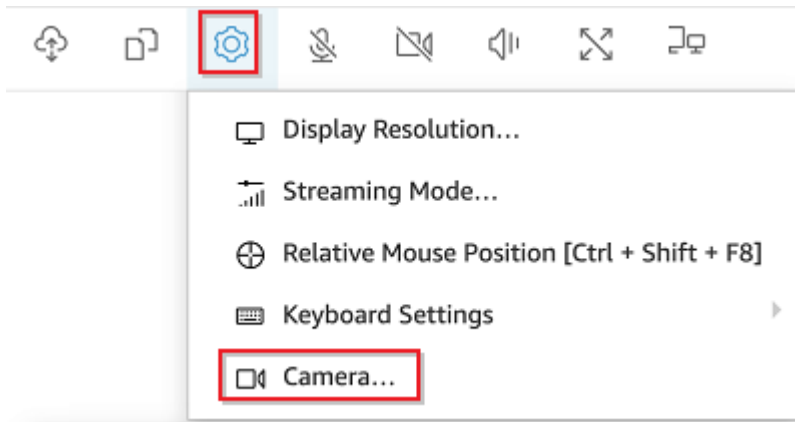 Display Resolution...
Streaming Mode...
Relative Mouse Position [Ctrl + Shift + F8]
Keyboard Settings
Camera...